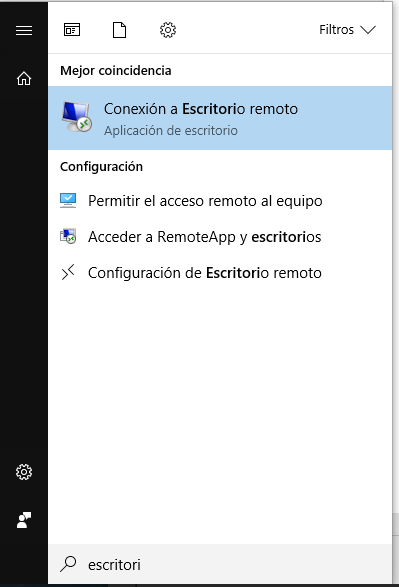 Filtros
Mejor coincidencia
Conexión a Escritorio remoto
Aplicación de escritorio
Configuración
Permitir el acceso remoto al equipo
Acceder a RemoteApp y escritorios
Configuración de Escritorio remoto
escritori